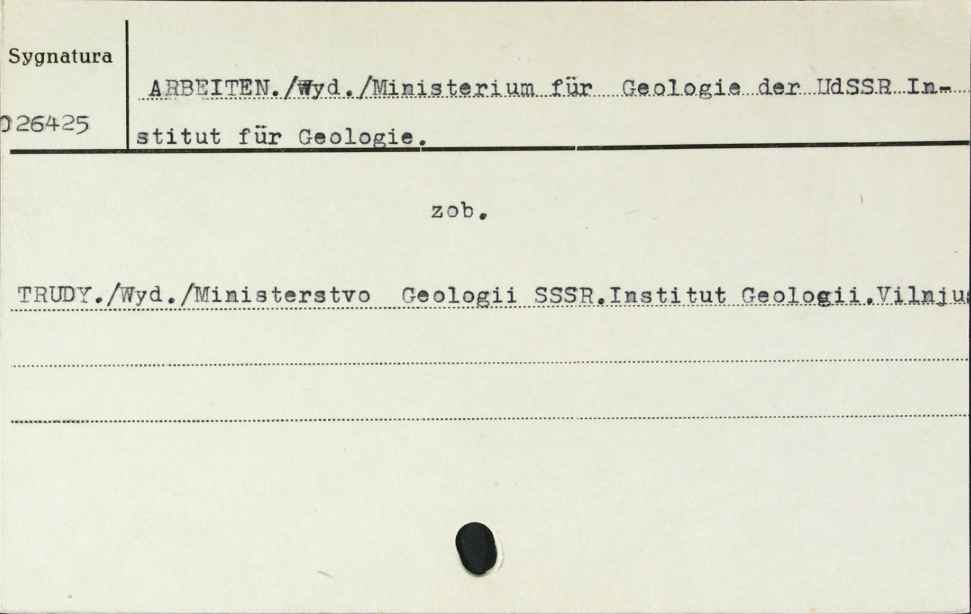 Sygnatura
ARBEITEN./Wyd./Ministerium für Geologie der UdSSR In-
026425
stitut für Geologie.
zob.
TRUDY./Wyd./Ministerstvo Geologii SSSR.Institut Geologii.Vilnjus